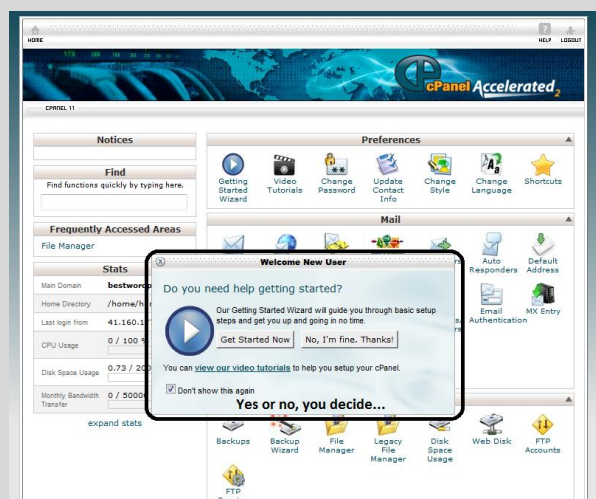 HOME
HELP LOGOUT
cPanel Accelerated2
CPANEL 11
Notices
Find
Find functions quickly by typing here.
Frequently Accessed Areas
File Manager
Stats
Main Domain
Home Directory
Last login from
CPU Usage 0 / 100
Disk Space Usage
Monthly Bandwidth Transfer
expand stats
Preferences
Getting Started Wizard
Video Tutorials
Change Password
Update Contact Info
Change Style
Change Language
Shortcuts
Mail
Auto Responders
Default Address
Email Authentication
MX Entry
Welcome New User
Do you need help getting started?
Our Getting Started Wizard will guide you through basic setup
steps and get you up and going in no time.
Get Started Now
No, I'm fine. Thanks!
You can view our video tutorials to help you setup your cPanel.
Don't show this again
Yes or no, you decide...
Backups
Backup Wizard
File Manager
Legacy File Manager
Disk Space Usage
Web Disk
FTP Accounts
FTP